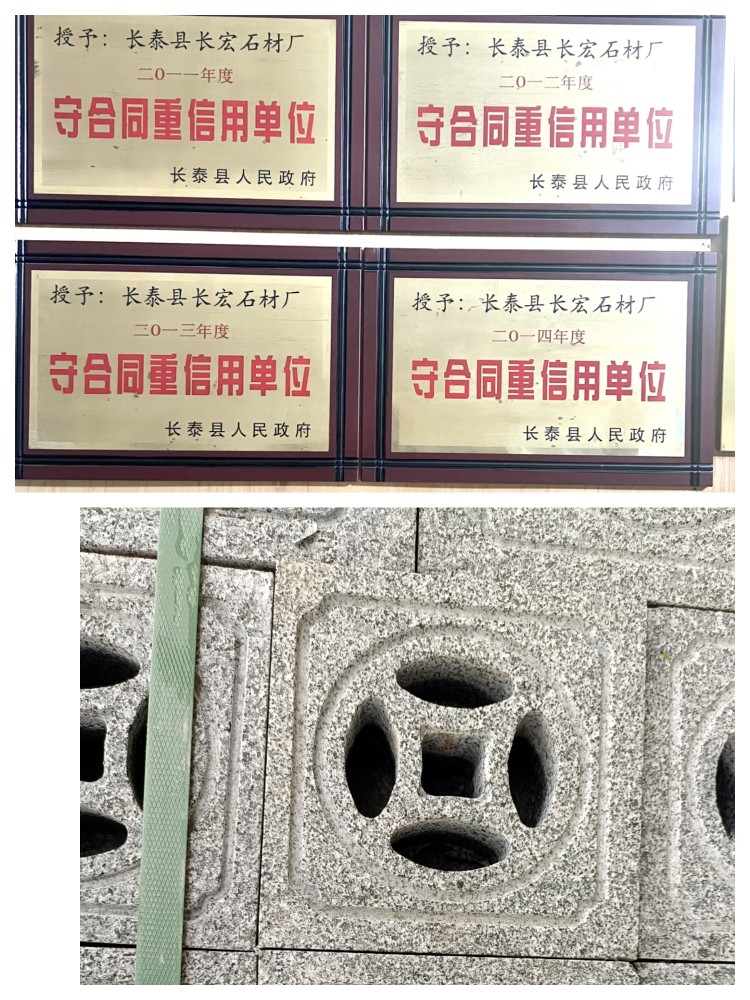 授予：长泰县长宏石材厂
二〇一一年度
守合同重信用单位
长泰县人民政府
授予：长泰县长宏石材厂
二〇一二年度
守合同重信用单位
长泰县人民政府
授予：长泰县长宏石材厂
二〇一三年度
守合同重信用单位
长泰县人民政府
授予：长泰县长宏石材厂
二〇一四年度
守合同重信用单位
长泰县人民政府